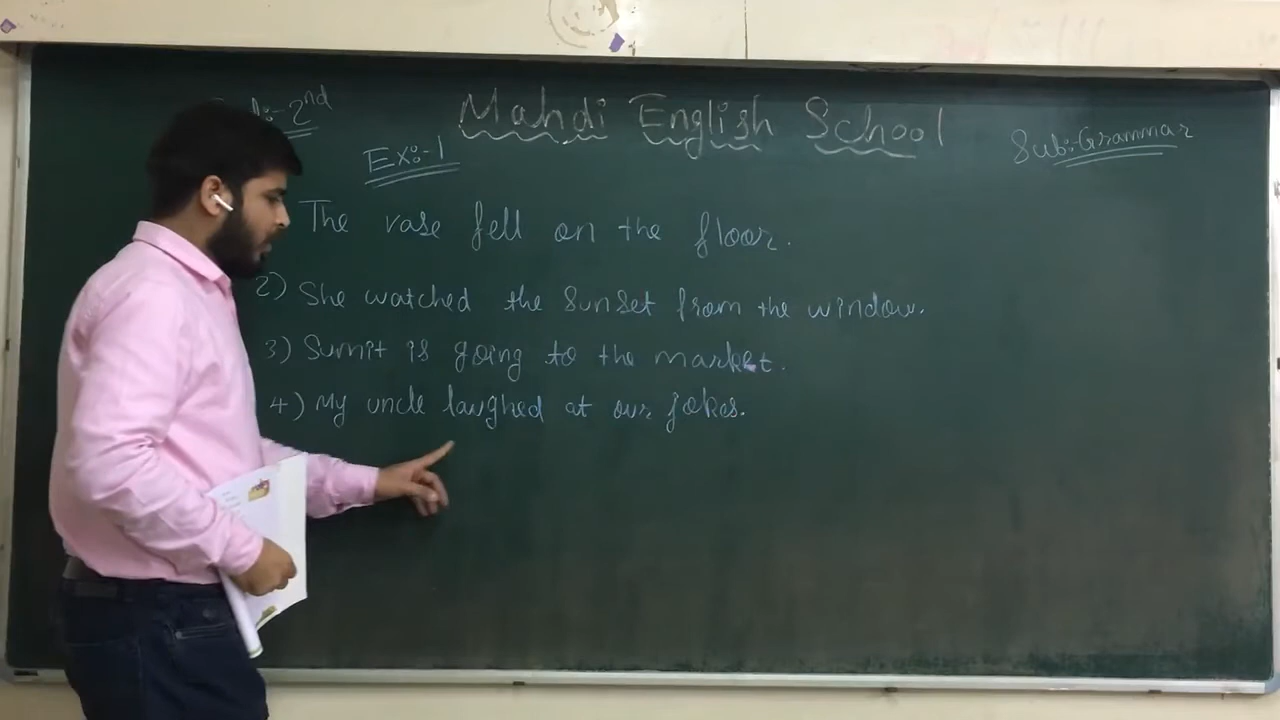 2nd
Mahdi English School
Sub:-Grammar
Ex:-1
The vase fell on the floor.
2) She watched the Sunset from the window.
3) Sumit is going to the market.
4) My uncle laughed at our jokes.